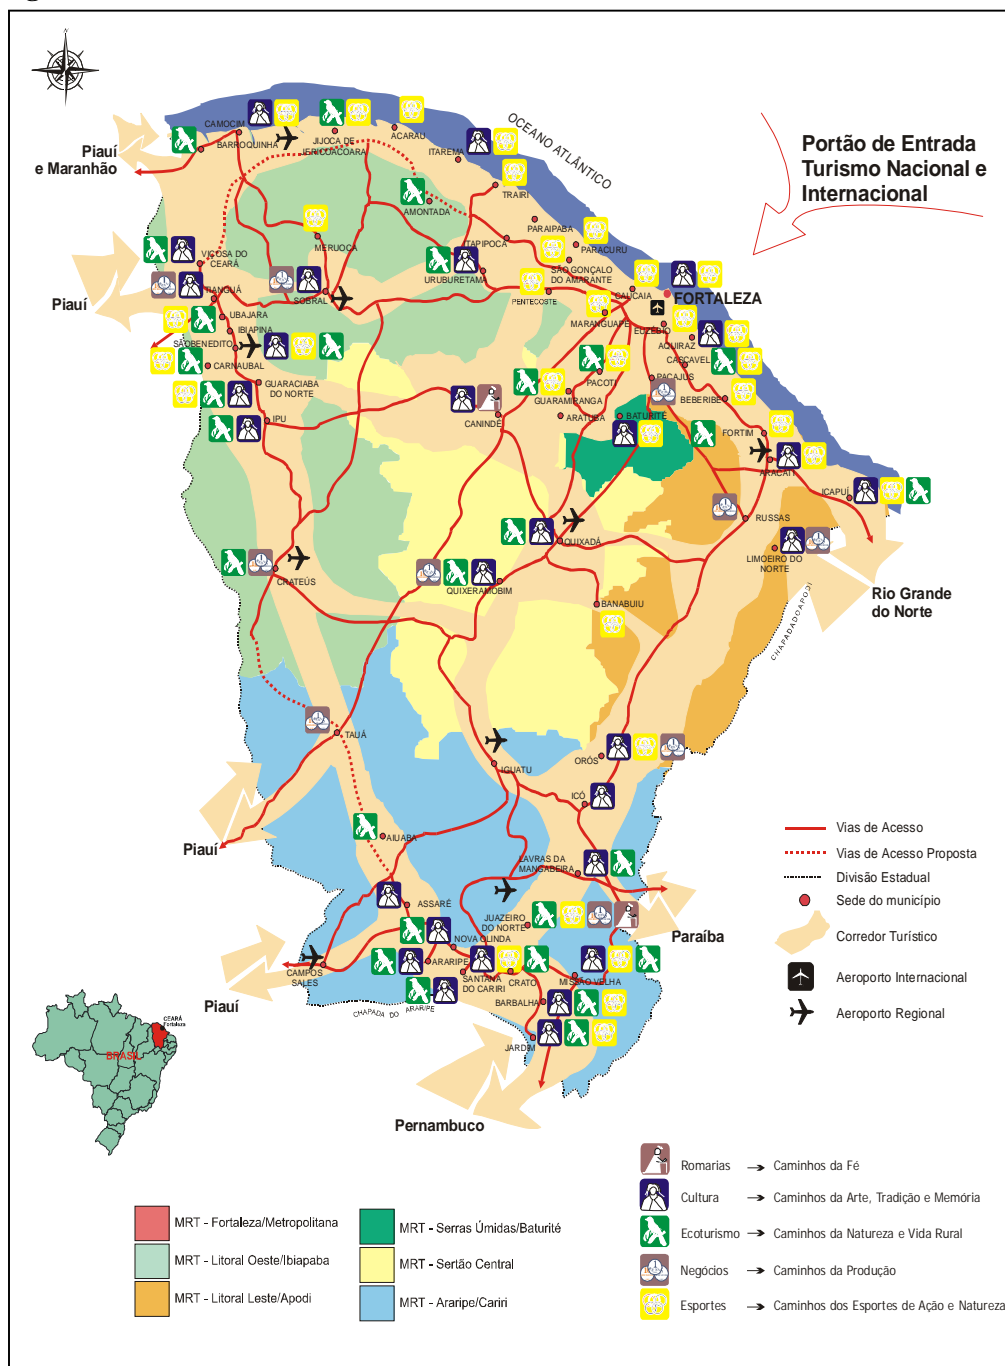 OCEANO ATLÂNTICO
Portão de Entrada
Turismo Nacional e
Internacional
Piauí
e Maranhão
CAMOCIM
BARROQUINHA
JIJOCA DE
JERICOACOARA
ACARAÚ
ITAREMA
TRAIRI
AMONTADA
PARAIPABA
PARACURU
ITAPIPOCA
MERUOCA
VIÇOSA DO
CEARÁ
URUBURETAMA
SÃO GONÇALO
DO AMARANTE
PENTECOSTE
CAUCAIA
FORTALEZA
Piauí
TIANGUÁ
SOBRAL
UBAJARA
IBIAPINA
SÃO BENEDITO
CARNAUBAL
MARANGUAPE
EUZÉBIO
AQUIRAZ
CASCAVEL
PACAJUS
BEBERIBE
GUARACIABA
DO NORTE
IPU
CANINDÉ
PACOTI
GUARAMIRANGA
ARATUBA
BATURITÉ
FORTIM
ARACATI
ICAPUÍ
RUSSAS
QUIXADÁ
LIMOEIRO DO
NORTE
CRATEÚS
QUIXERAMOBIM
BANABUIU
CHAPADA DO APODI
Rio Grande
do Norte
TAUÁ
IGUATU
ORÓS
ICÓ
Piauí
AIUABA
LAVRAS DA
MANGABEIRA
ASSARÉ
JUAZEIRO
DO NORTE
Paraíba
NOVA OLINDA
ARARIPE
CAMPOS
SALES
SANTANA
DO CARIRI
CRATO
MISSÃO VELHA
Piauí
CHAPADA DO ARARIPE
BARBALHA
JARDIM
Pernambuco
Vias de Acesso
Vias de Acesso Proposta
Divisão Estadual
Sede do município
Corredor Turístico
Aeroporto Internacional
Aeroporto Regional
CEARÁ
Fortaleza
BRASIL
Romarias → Caminhos da Fé
Cultura → Caminhos da Arte, Tradição e Memória
Ecoturismo → Caminhos da Natureza e Vida Rural
Negócios → Caminhos da Produção
Esportes → Caminhos dos Esportes de Ação e Natureza
MRT - Fortaleza/Metropolitana
MRT - Litoral Oeste/Ibiapaba
MRT - Litoral Leste/Apodi
MRT - Serras Úmidas/Baturité
MRT - Sertão Central
MRT - Araripe/Cariri